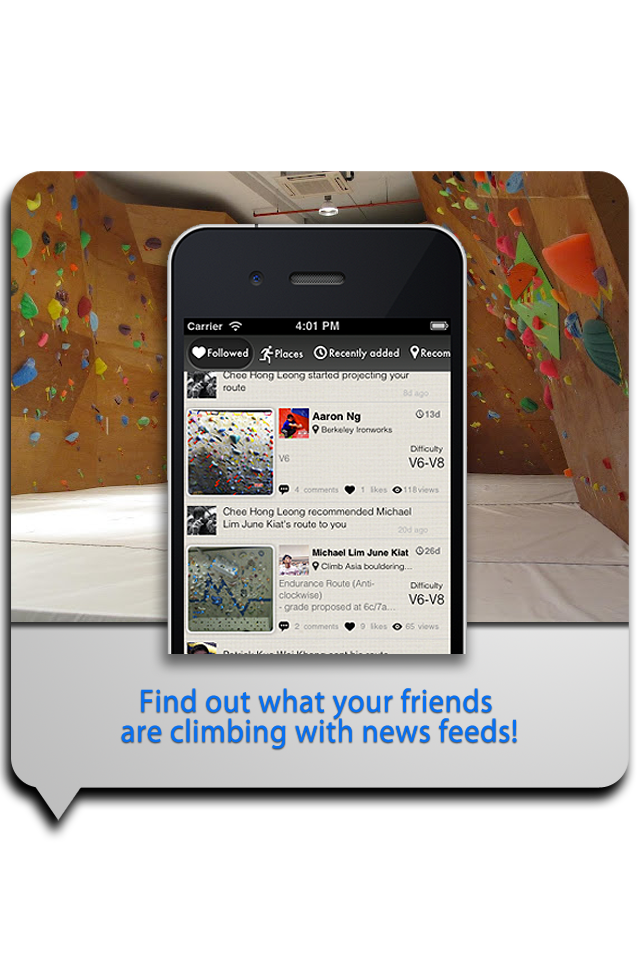 Carrier 4:01 PM
Followed Places Recently added Recom
Chee Hong Leong started projecting your
route
8d ago
Aaron Ng 13d
Berkeley Ironworks
V6
Difficulty
V6-V8
4 comments 1 likes 118 views
Chee Hong Leong recommended Michael
Lim June Kiat's route to you
20d ago
Michael Lim June Kiat 26d
Climb Asia bouldering...
Endurance Route (Anti-
clockwise)
- grade proposed at 6c/7a...
Difficulty
V6-V8
2 comments 9 likes 65 views
Find out what your friends
are climbing with news feeds!